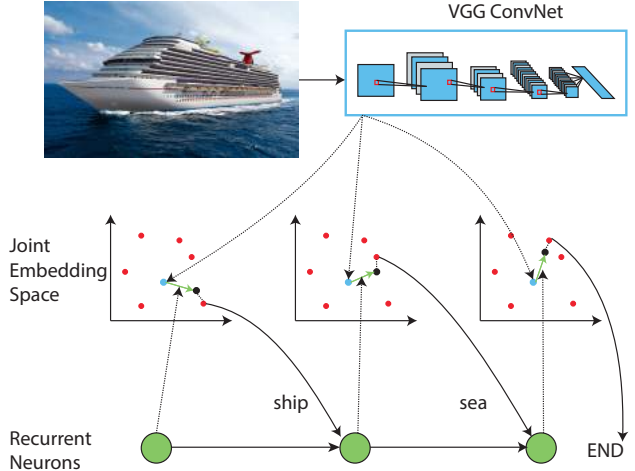 VGG ConvNet
Joint
Embedding
Space
ship
sea
Recurrent
Neurons
END